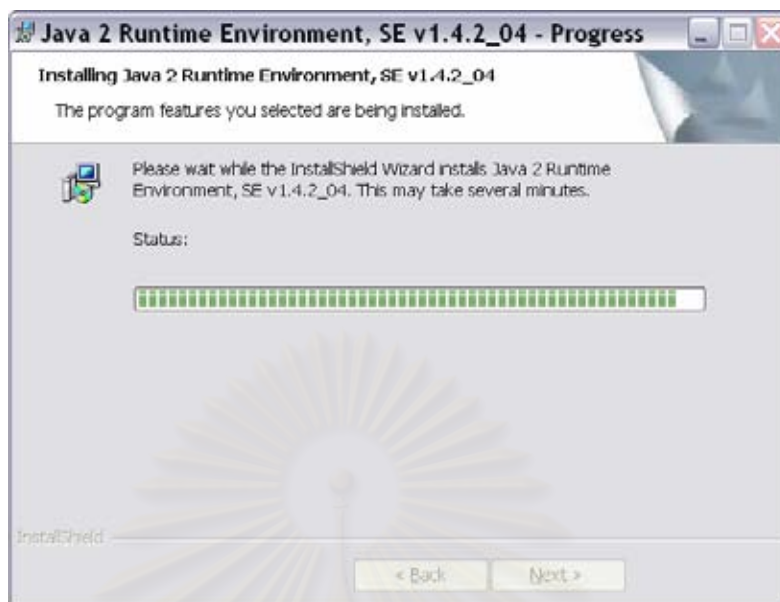 Java 2 Runtime Environment, SE v1.4.2_04 - Progress
Installing Java 2 Runtime Environment, SE v1.4.2_04
The program features you selected are being installed.
Please wait while the InstallShield Wizard installs Java 2 Runtime
Environment, SE v1.4.2_04. This may take several minutes.
Status:
InstallShield
< Back
Next >